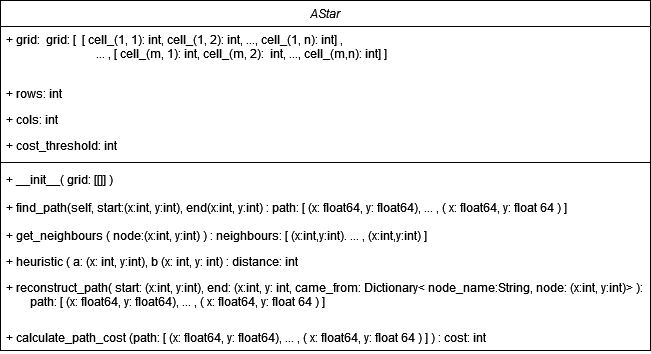 AStar
+ grid: grid: [ [ cell_(1, 1): int, cell_(1, 2): int, ..., cell_(1, n): int] ,
... , [ cell_(m, 1): int, cell_(m, 2): int, ..., cell_(m,n): int] ]
+ rows: int
+ cols: int
+ cost_threshold: int
+ __init__( grid: [[]] )
+ find_path(self, start:(x:int, y:int), end(x:int, y:int) : path: [ (x: float64, y: float64), ... , ( x: float64, y: float 64 ) ]
+ get_neighbours ( node:(x:int, y:int) ) : neighbours: [ (x:int,y:int). ... , (x:int,y:int) ]
+ heuristic ( a: (x: int, y:int), b (x: int, y: int) : distance: int
+ reconstruct_path( start: (x:int, y:int), end: (x:int, y: int, came_from: Dictionary< node_name:String, node: (x:int, y:int)> ):
path: [ (x: float64, y: float64), ... , ( x: float64, y: float 64 ) ]
+ calculate_path_cost (path: [ (x: float64, y: float64), ... , ( x: float64, y: float 64 ) ] ) : cost: int